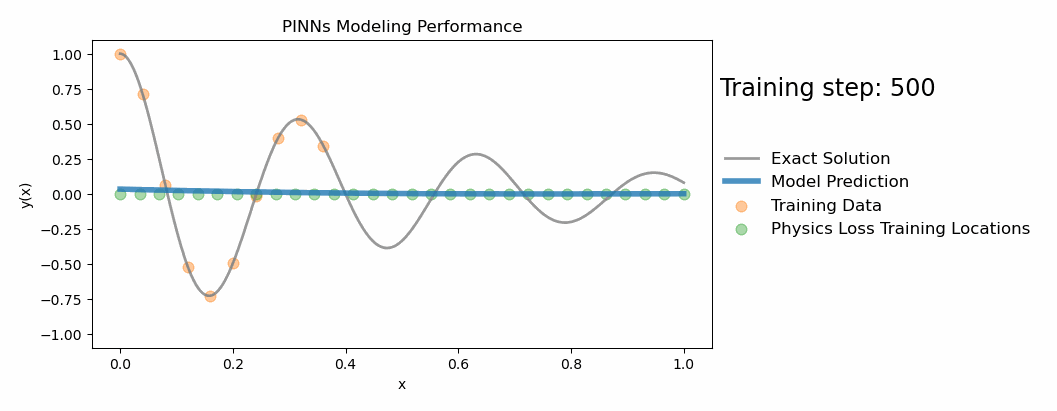 PINNs Modeling Performance
1.00
0.75
0.50
0.25
0.00
−0.25
−0.50
−0.75
−1.00
y(x)
0.0 0.2 0.4 0.6 0.8 1.0
x
Training step: 500
Exact Solution
Model Prediction
Training Data
Physics Loss Training Locations